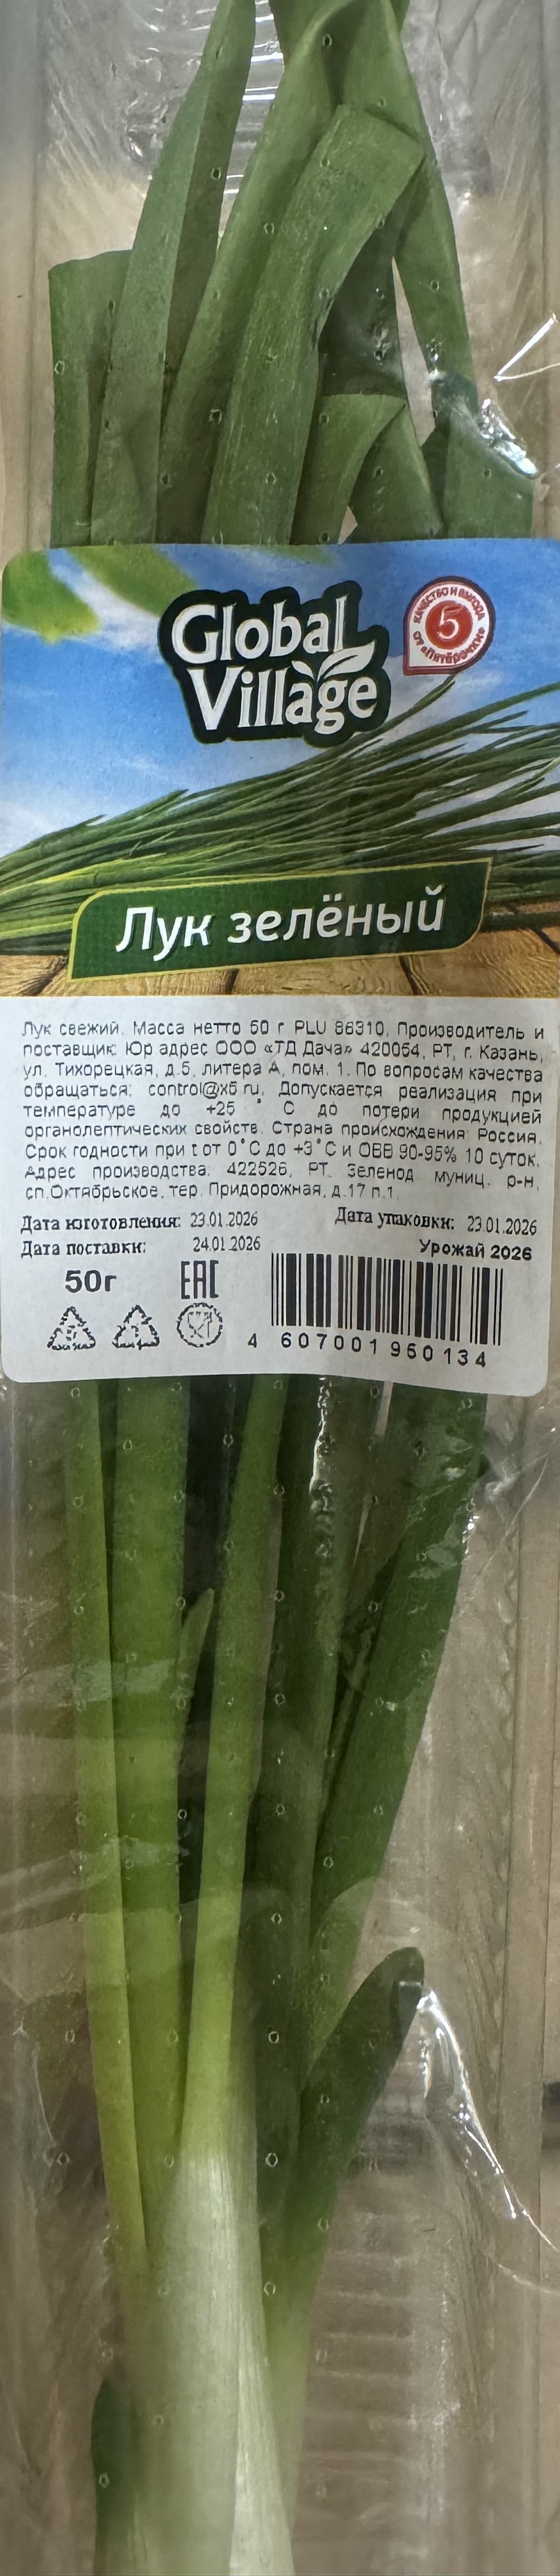 Global
Village
КАЧЕСТВО И ВЫГОДА
5
ОТ «Пятёрочки»
Лук зелёный
Лук свежий. Масса нетто 50 г PLU 86310. Производитель и
поставщик: Юр адрес ООО «ТД Дача» 420054, РТ, г. Казань,
ул. Тихорецкая, д.5, литера А, пом. 1. По вопросам качества
обращаться: control@x5.ru. Допускается реализация при
температуре до +25 ° С до потери продукцией
органолептических свойств. Страна происхождения: Россия.
Срок годности при t от 0°С до +3°С и ОВВ 90-95% 10 суток.
Адрес производства: 422526, РТ. Зеленод муниц. р-н,
сп.Октябрьское, тер. Придорожная, д.17 п.1
Дата изготовления: 23.01.2026 Дата упаковки: 23.01.2026
Дата поставки: 24.01.2026 Урожай 2026
50г ЕАС
4 607001 960134